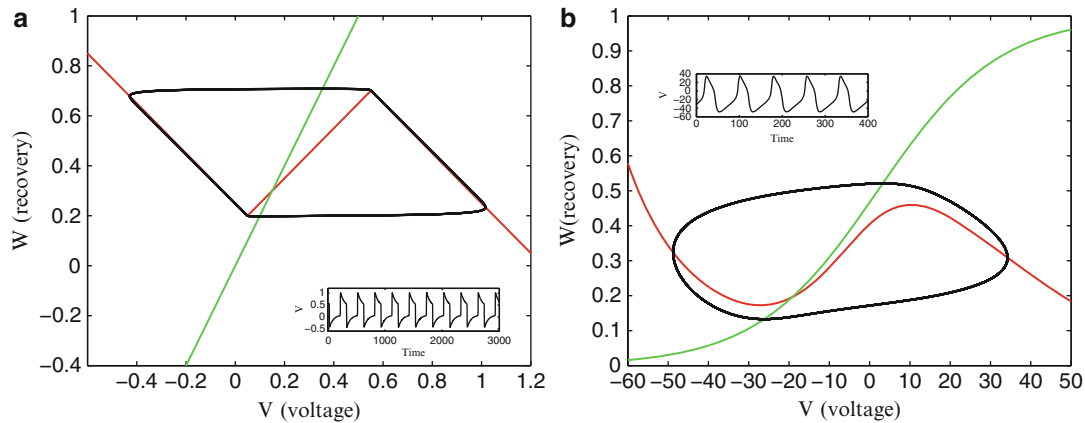 a
1
0.8
0.6
0.4
0.2
0
−0.2
−0.4
W (recovery)
−0.4 −0.2 0 0.2 0.4 0.6 0.8 1 1.2
V (voltage)
1
0.5
0
−0.5
V
0 1000 2000 3000
Time
b
1
0.9
0.8
0.7
0.6
0.5
0.4
0.3
0.2
0.1
0
W(recovery)
−60 −50 −40 −30 −20 −10 0 10 20 30 40 50
V (voltage)
40
20
0
−20
−40
−60
V
0 100 200 300 400
Time